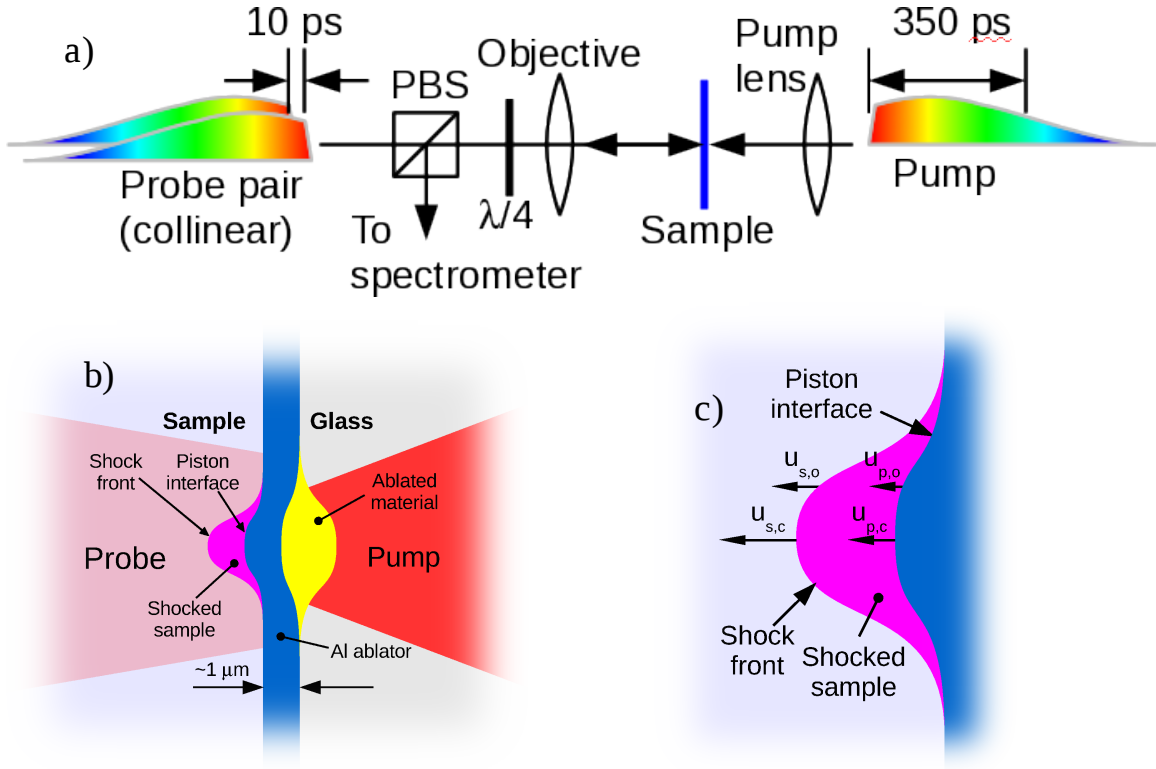 a)
10 ps
PBS
Objective
Pump
lens
350 ps
Probe pair
(collinear)
To
spectrometer
λ/4
Sample
Pump
b)
Sample
Glass
Shock
front
Piston
interface
Ablated
material
Probe
Pump
Shocked
sample
Al ablator
~1 μm
c)
Piston
interface
us,o
up,o
us,c
up,c
Shock
front
Shocked
sample